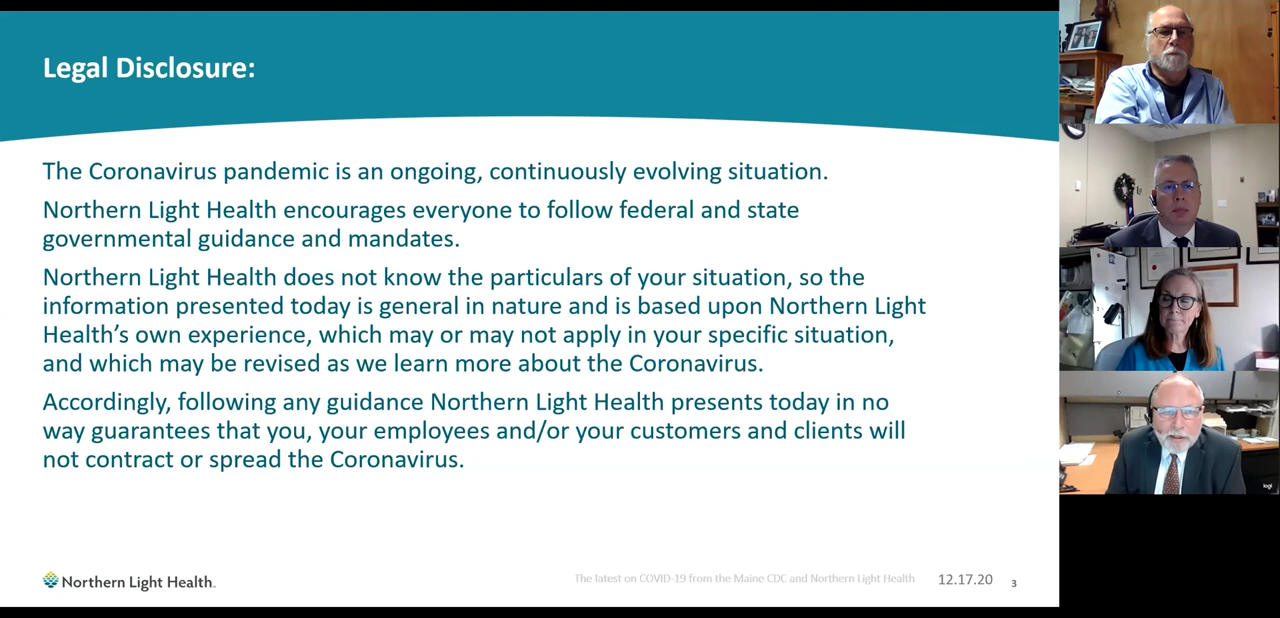 Legal Disclosure:
The Coronavirus pandemic is an ongoing, continuously evolving situation.
Northern Light Health encourages everyone to follow federal and state
governmental guidance and mandates.
Northern Light Health does not know the particulars of your situation, so the
information presented today is general in nature and is based upon Northern Light
Health’s own experience, which may or may not apply in your specific situation,
and which may be revised as we learn more about the Coronavirus.
Accordingly, following any guidance Northern Light Health presents today in no
way guarantees that you, your employees and/or your customers and clients will
not contract or spread the Coronavirus.
Northern Light Health.
The latest on COVID-19 from the Maine CDC and Northern Light Health
12.17.20
3
logi